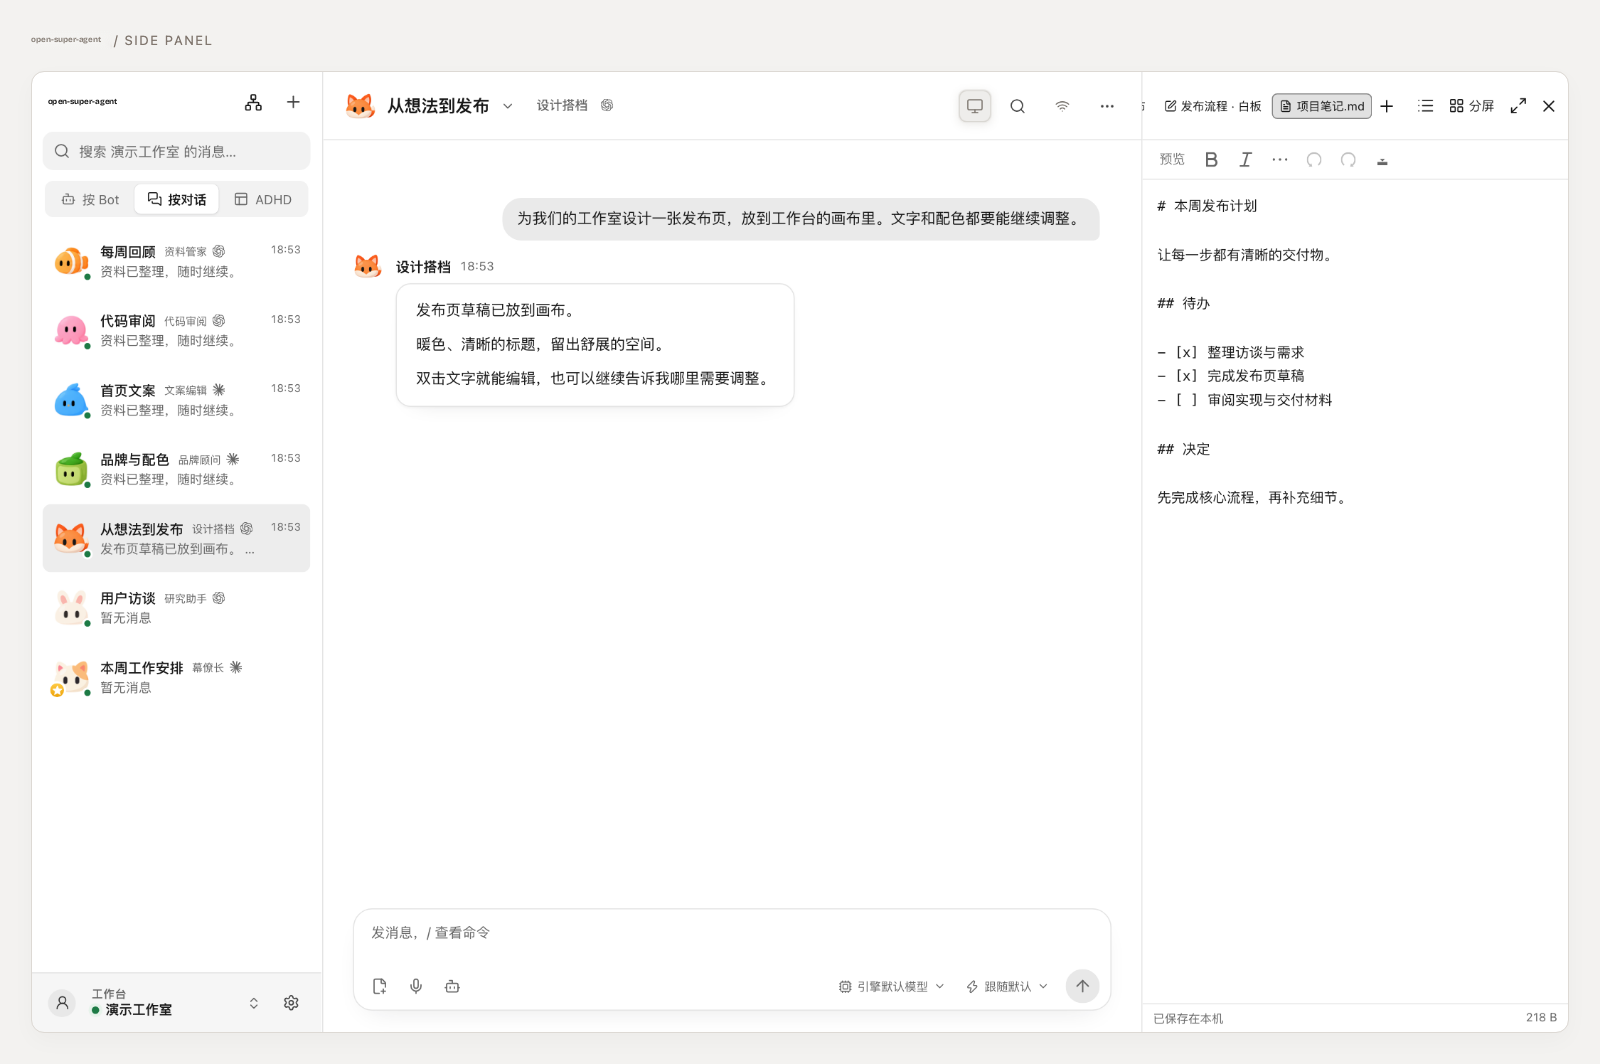 open-super-agent / SIDE PANEL
open-super-agent
搜索 演示工作室 的消息...
按 Bot 按对话 ADHD
每周回顾 资料管家 18:53
资料已整理，随时继续。
代码审阅 代码审阅 18:53
资料已整理，随时继续。
首页文案 文案编辑 18:53
资料已整理，随时继续。
品牌与配色 品牌顾问 18:53
资料已整理，随时继续。
从想法到发布 设计搭档 18:53
发布页草稿已放到画布。 ...
用户访谈 研究助手
暂无消息
本周工作安排 幕僚长
暂无消息
工作台
演示工作室
从想法到发布 设计搭档
为我们的工作室设计一张发布页，放到工作台的画布里。文字和配色都要能继续调整。
设计搭档 18:53
发布页草稿已放到画布。
暖色、清晰的标题，留出舒展的空间。
双击文字就能编辑，也可以继续告诉我哪里需要调整。
发消息，/ 查看命令
引擎默认模型 跟随默认
发布流程 · 白板 项目笔记.md 分屏
预览 B I ...
# 本周发布计划
让每一步都有清晰的交付物。
## 待办
- [x] 整理访谈与需求
- [x] 完成发布页草稿
- [ ] 审阅实现与交付材料
## 决定
先完成核心流程，再补充细节。
已保存在本机 218 B